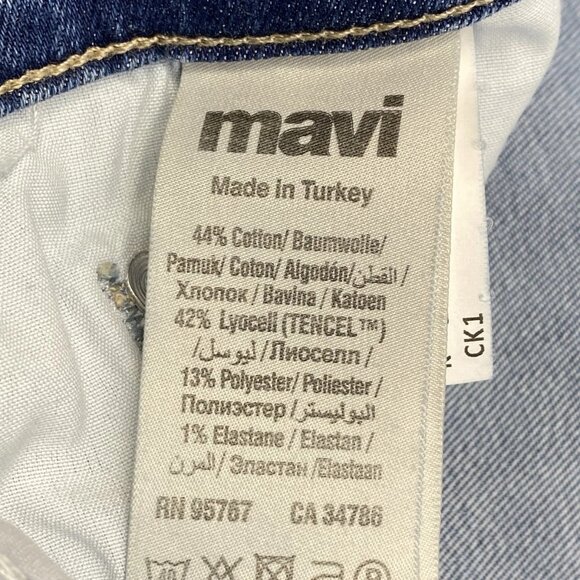 mavi
Made in Turkey
44% Cotton/ Baumwolle/
Pamuk/ Coton/ Algodón/القطن /
Хлопок / Bavina / Katoen
42% Lyocell (TENCEL™)
/ليوسل/ Лиоселл /
13% Polyester/ Poliester /
Полиэстер /البوليستر/
1% Elastane / Elastan /
المرن/ Эластан /Elastaan
RN 95767 CA 34786
40
P
CK1